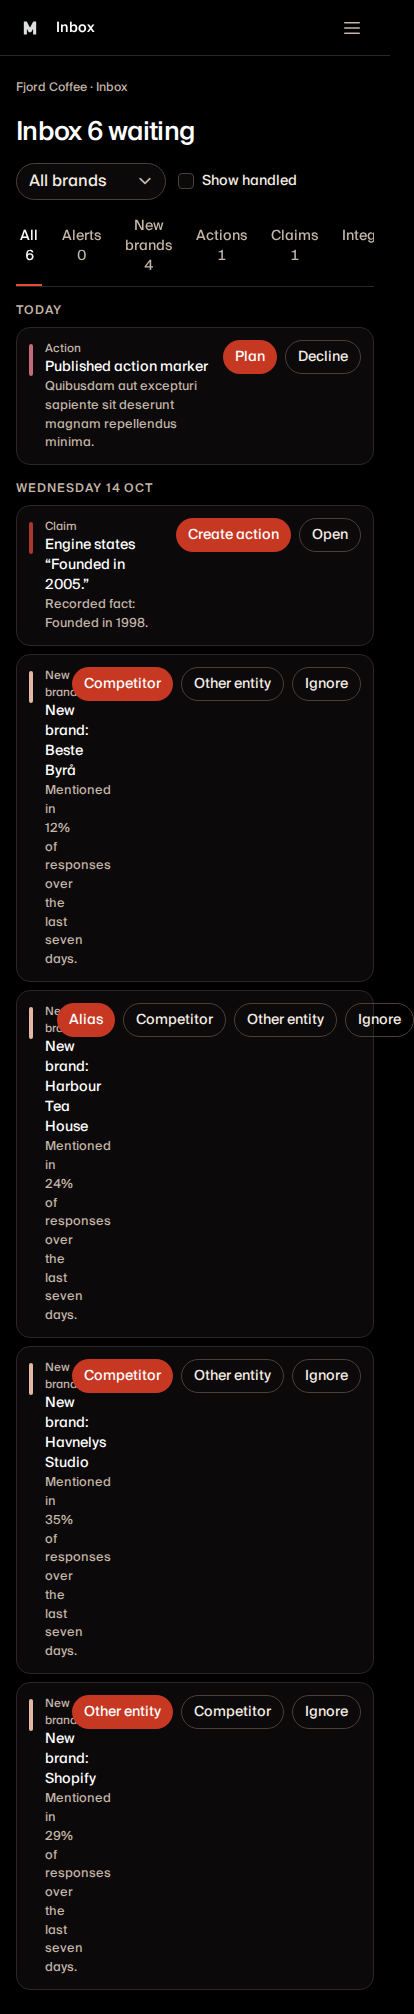 M Inbox
Fjord Coffee · Inbox
Inbox 6 waiting
All brands
Show handled
All
6
Alerts
0
New
brands
4
Actions
1
Claims
1
Integ
TODAY
Action
Published action marker
Quibusdam aut excepturi
sapiente sit deserunt
magnam repellendus
minima.
Plan
Decline
WEDNESDAY 14 OCT
Claim
Engine states
“Founded in
2005.”
Recorded fact:
Founded in 1998.
Create action
Open
New
brand
Competitor
Other entity
Ignore
New
brand:
Beste
Byrå
Mentioned
in
12%
of
responses
over
the
last
seven
days.
Alias
Competitor
Other entity
Ignore
New
brand:
Harbour
Tea
House
Mentioned
in
24%
of
responses
over
the
last
seven
days.
New
brand
Competitor
Other entity
Ignore
New
brand:
Havnelys
Studio
Mentioned
in
35%
of
responses
over
the
last
seven
days.
New
brand
Other entity
Competitor
Ignore
New
brand:
Shopify
Mentioned
in
29%
of
responses
over
the
last
seven
days.